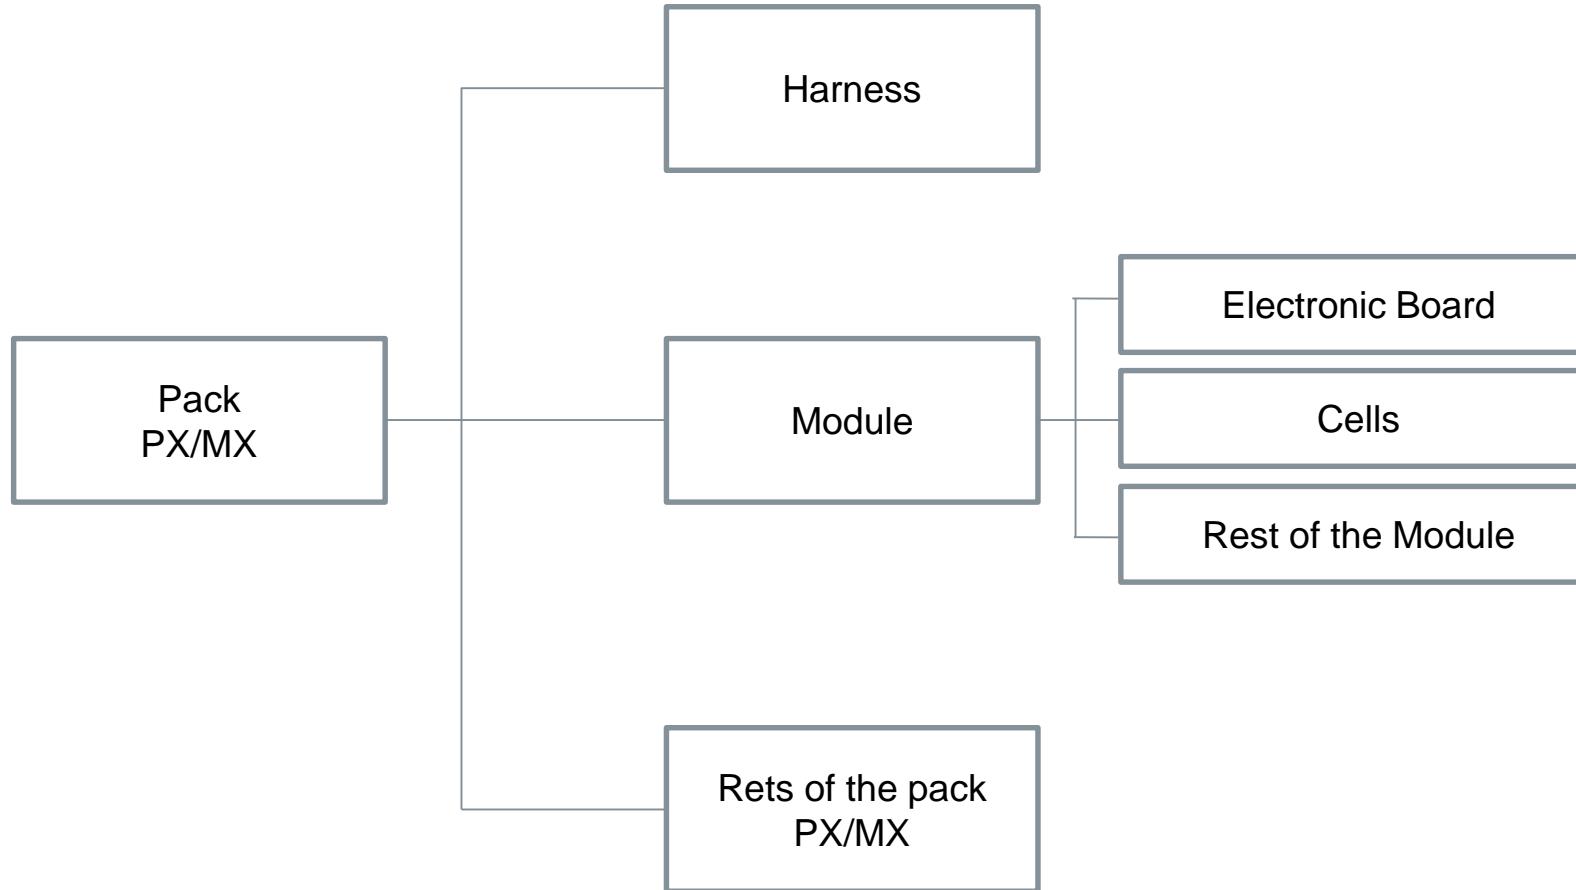 Harness
Electronic Board
Pack
PX/MX
Module
Cells
Rest of the Module
Rets of the pack
PX/MX